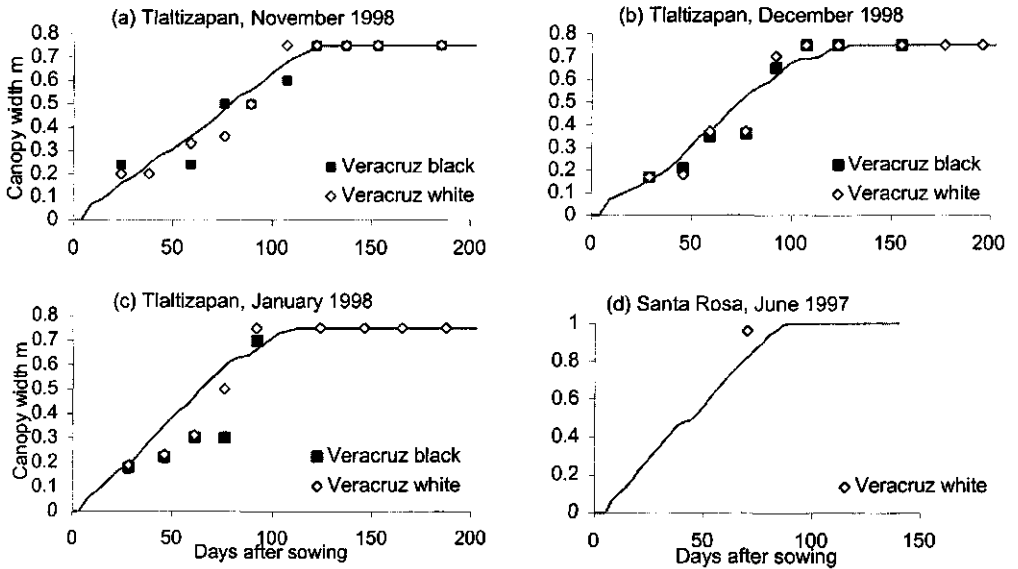 (a) Tlaltizapan, November 1998
Canopy width m
0.8
0.7
0.6
0.5
0.4
0.3
0.2
0.1
0
Veracruz black
Veracruz white
0 50 100 150 200
(b) Tlaltizapan, December 1998
0.8
0.7
0.6
0.5
0.4
0.3
0.2
0.1
0
Veracruz black
Veracruz white
0 50 100 150 200
(c) Tlaltizapan, January 1998
Canopy width m
0.8
0.7
0.6
0.5
0.4
0.3
0.2
0.1
0
Veracruz black
Veracruz white
0 50 100 150 200
Days after sowing
(d) Santa Rosa, June 1997
1
0.8
0.6
0.4
0.2
0
Veracruz white
0 50 100 150
Days after sowing